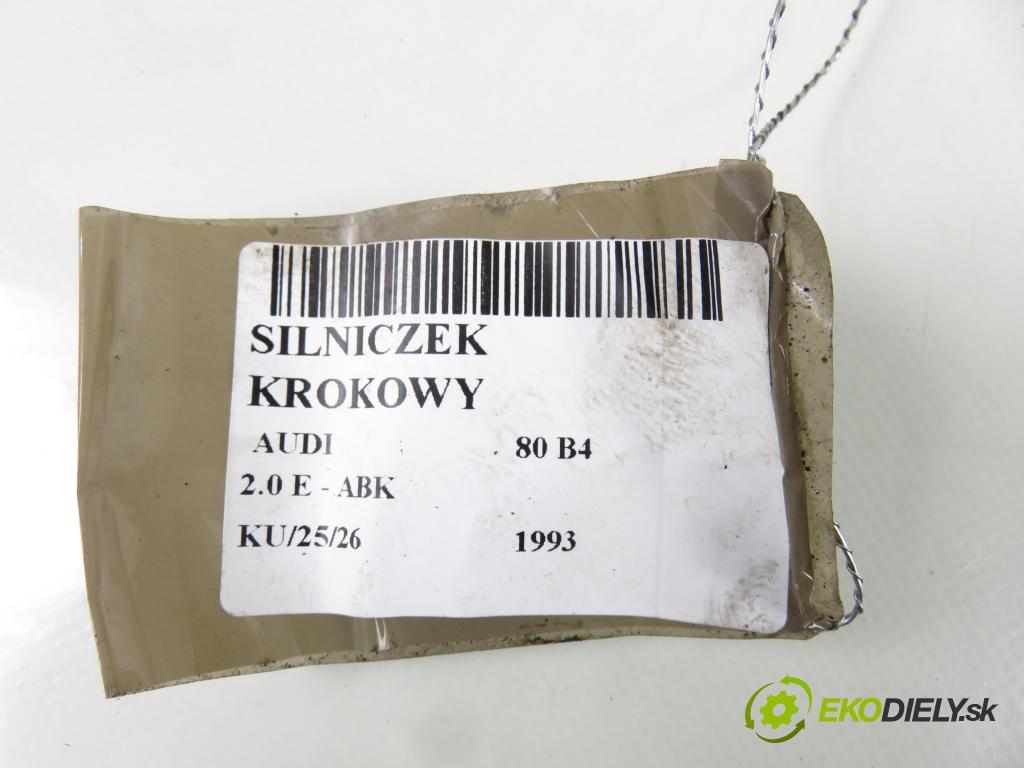 SILNICZEK
KROKOWY
AUDI 80 B4
2.0 E - ABK
KU/25/26 1993
EKODIELY.sk